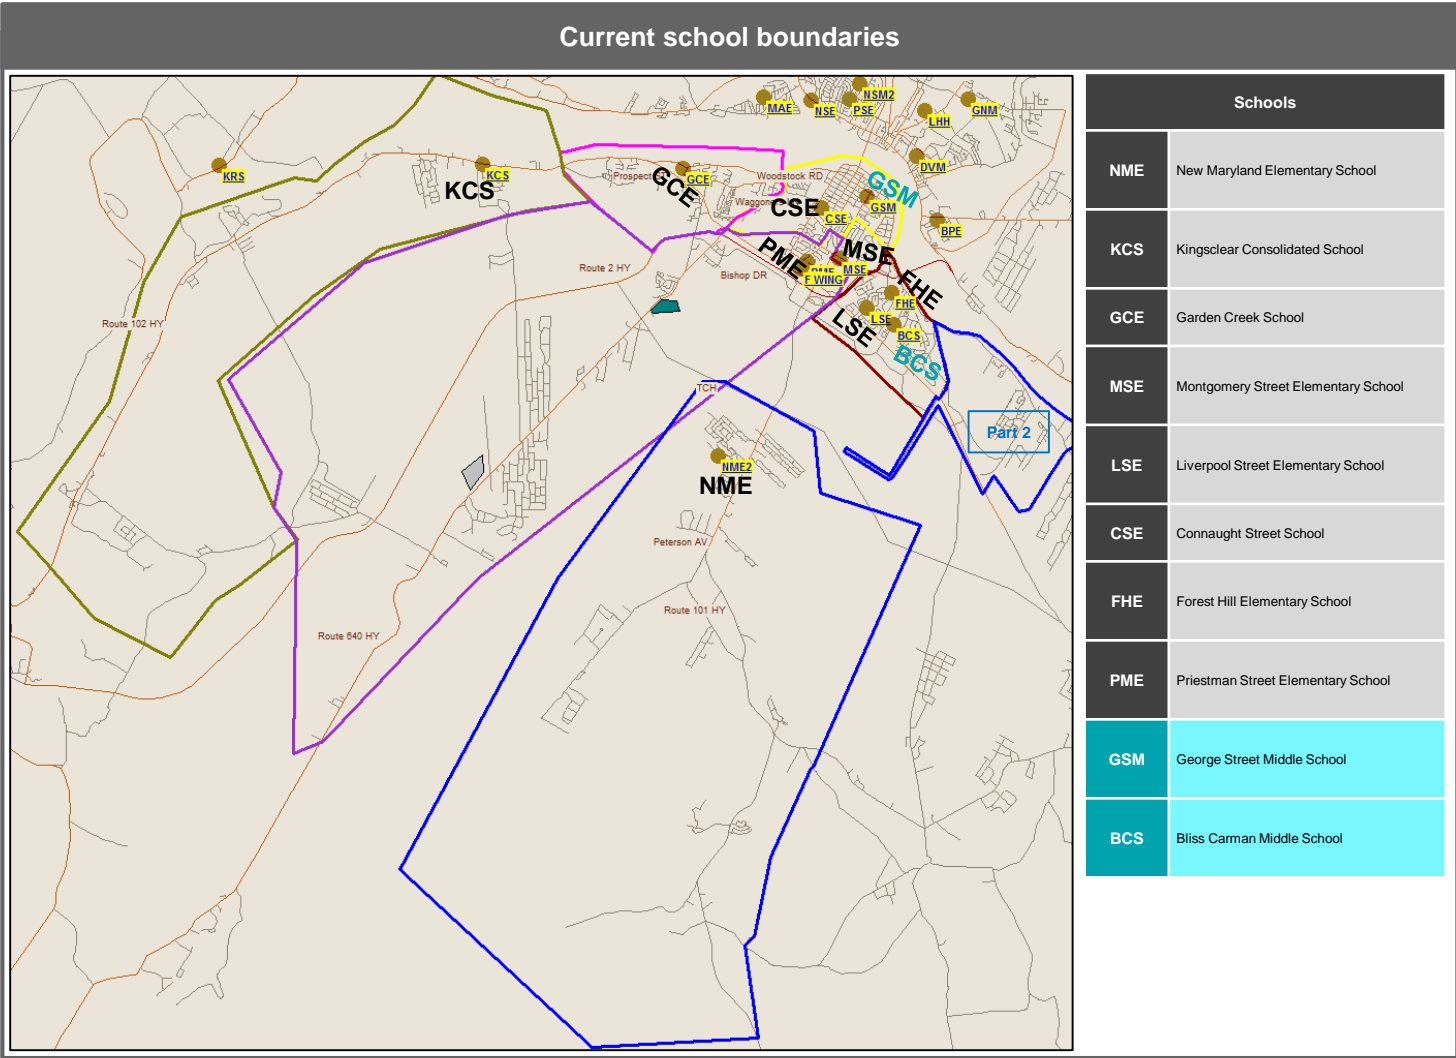 Current school boundaries
Schools
NME New Maryland Elementary School
KCS Kingsclear Consolidated School
GCE Garden Creek School
MSE Montgomery Street Elementary School
LSE Liverpool Street Elementary School
CSE Connaught Street School
FHE Forest Hill Elementary School
PME Priestman Street Elementary School
GSM George Street Middle School
BCS Bliss Carman Middle School
NSM2
MAE
NSE
PSE
GNM
LHH
DVM
KRS
KCS
KCS
GCE
GCE
Woodstock RD
GSM
GSM
CSE
CSE
BPE
PME
MSE
MSE
PME
F WING
Route 2 HY
Bishop DR
FHE
FHE
LSE
LSE
BCS
BCS
Route 102 HY
TCH
Part 2
NME2
NME
Peterson AV
Route 101 HY
Route 640 HY